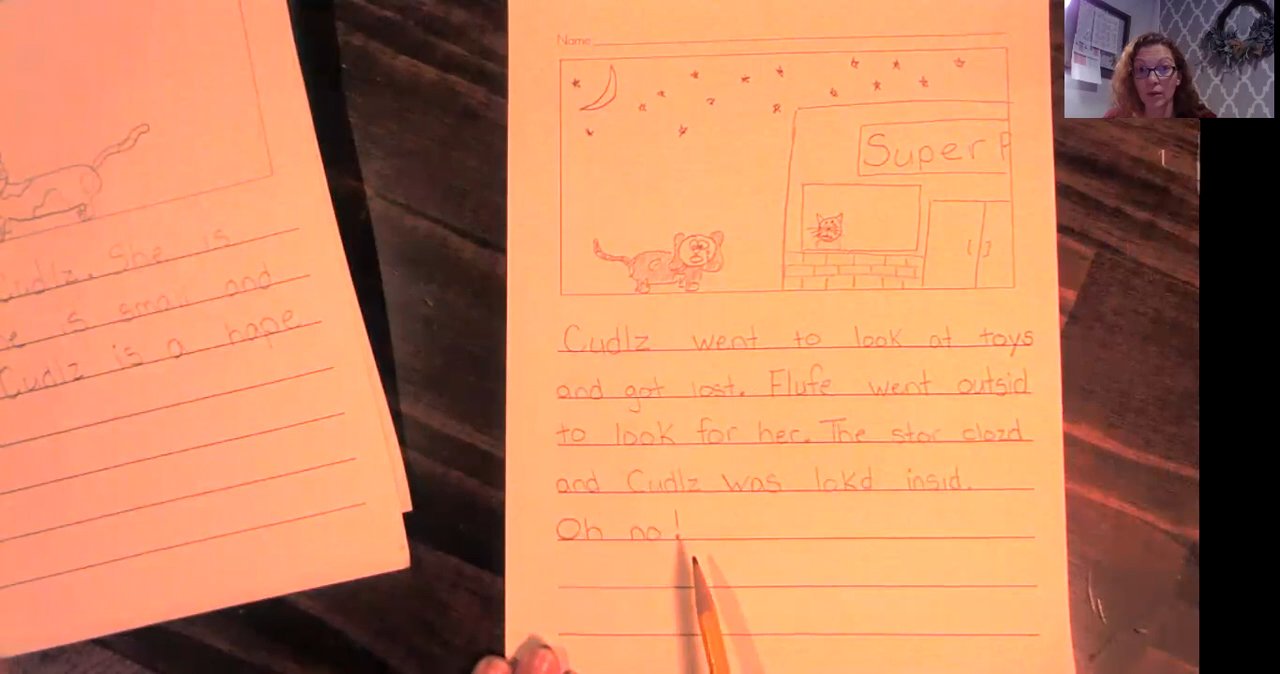 Cudlz. She is
is small and
Cudlz is a
Name
Super P
Cudlz went to look at toys
and got lost. Flufe went outsid
to look for her. The stor clozd
and Cudlz was lokd insid.
Oh no!